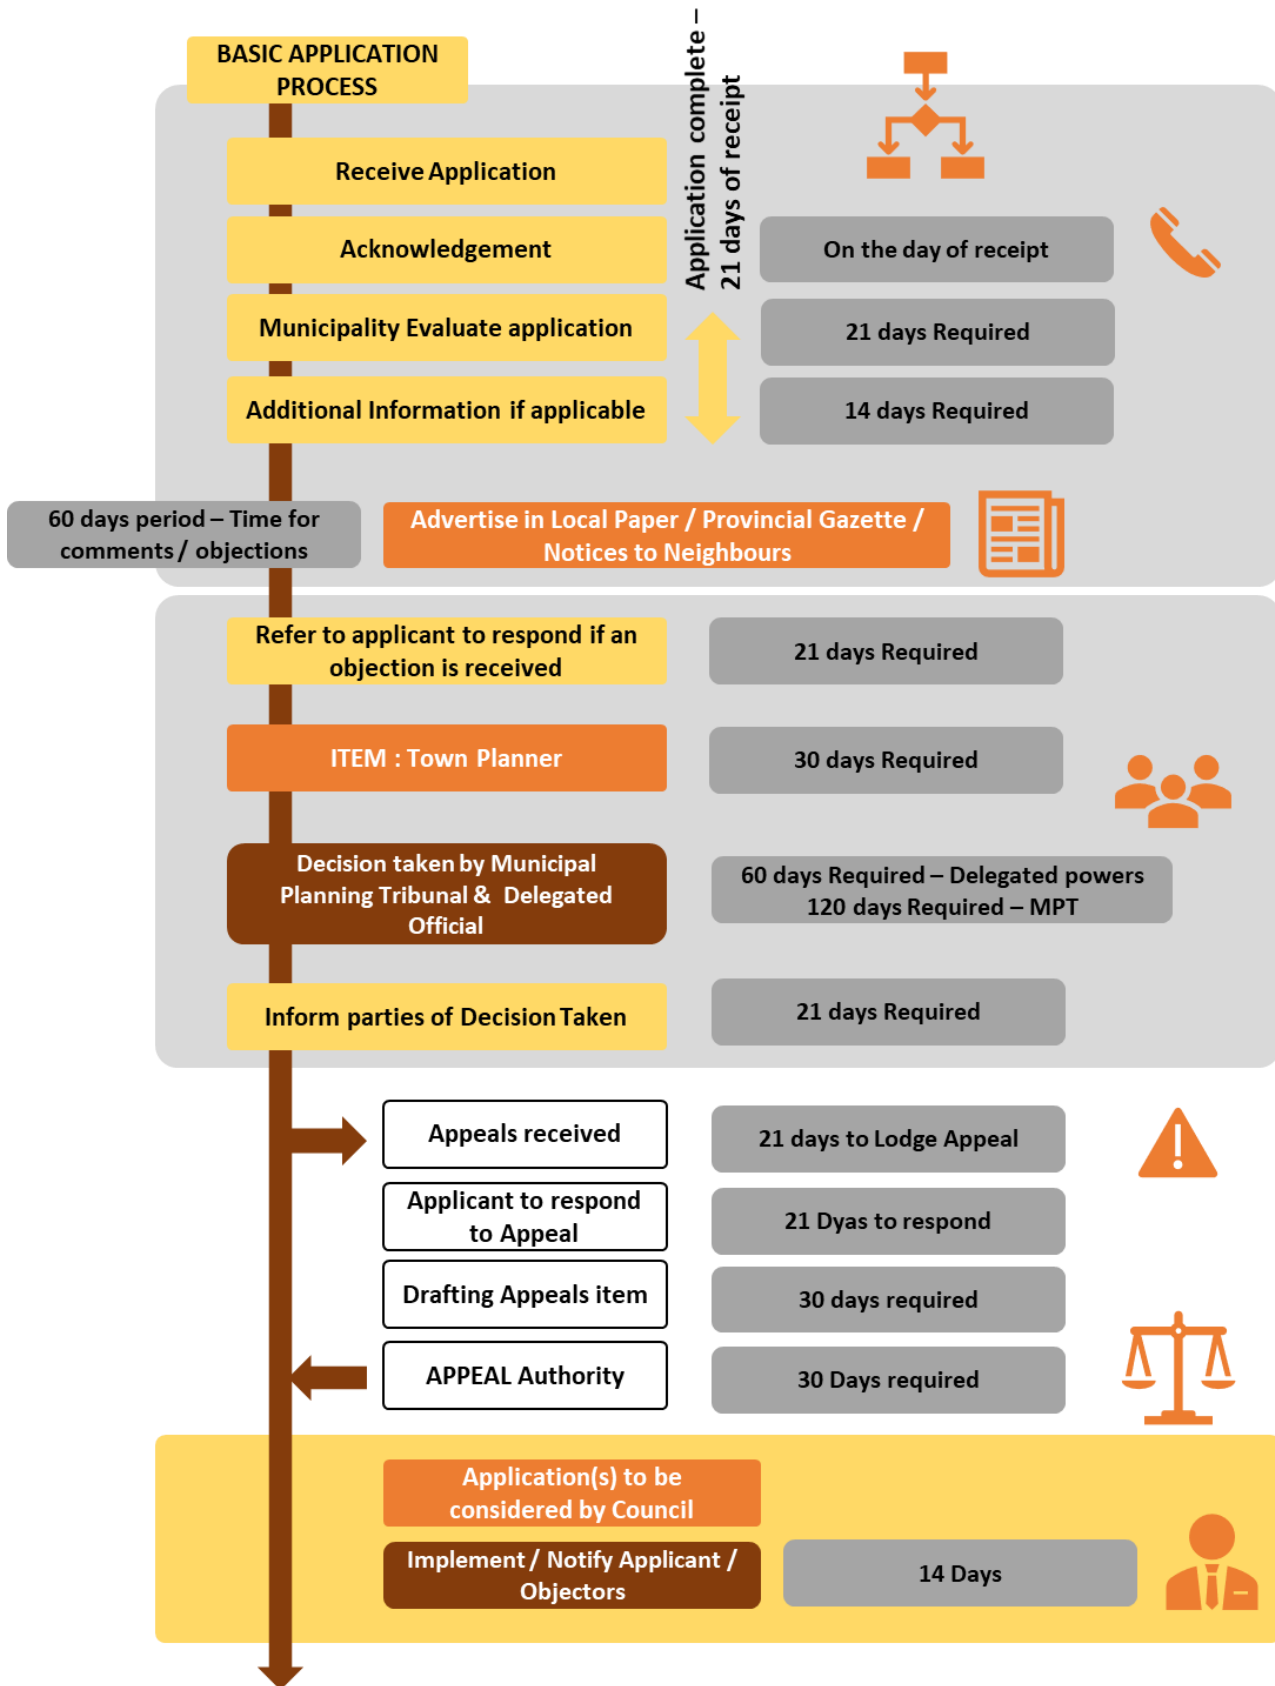 BASIC APPLICATION
PROCESS
Application complete –
21 days of receipt
Receive Application
Acknowledgement
On the day of receipt
Municipality Evaluate application
21 days Required
Additional Information if applicable
14 days Required
60 days period – Time for
comments / objections
Advertise in Local Paper / Provincial Gazette /
Notices to Neighbours
Refer to applicant to respond if an
objection is received
21 days Required
ITEM : Town Planner
30 days Required
Decision taken by Municipal
Planning Tribunal & Delegated
Official
60 days Required – Delegated powers
120 days Required – MPT
Inform parties of Decision Taken
21 days Required
Appeals received
21 days to Lodge Appeal
Applicant to respond
to Appeal
21 Dyas to respond
Drafting Appeals item
30 days required
APPEAL Authority
30 Days required
Application(s) to be
considered by Council
Implement / Notify Applicant /
Objectors
14 Days